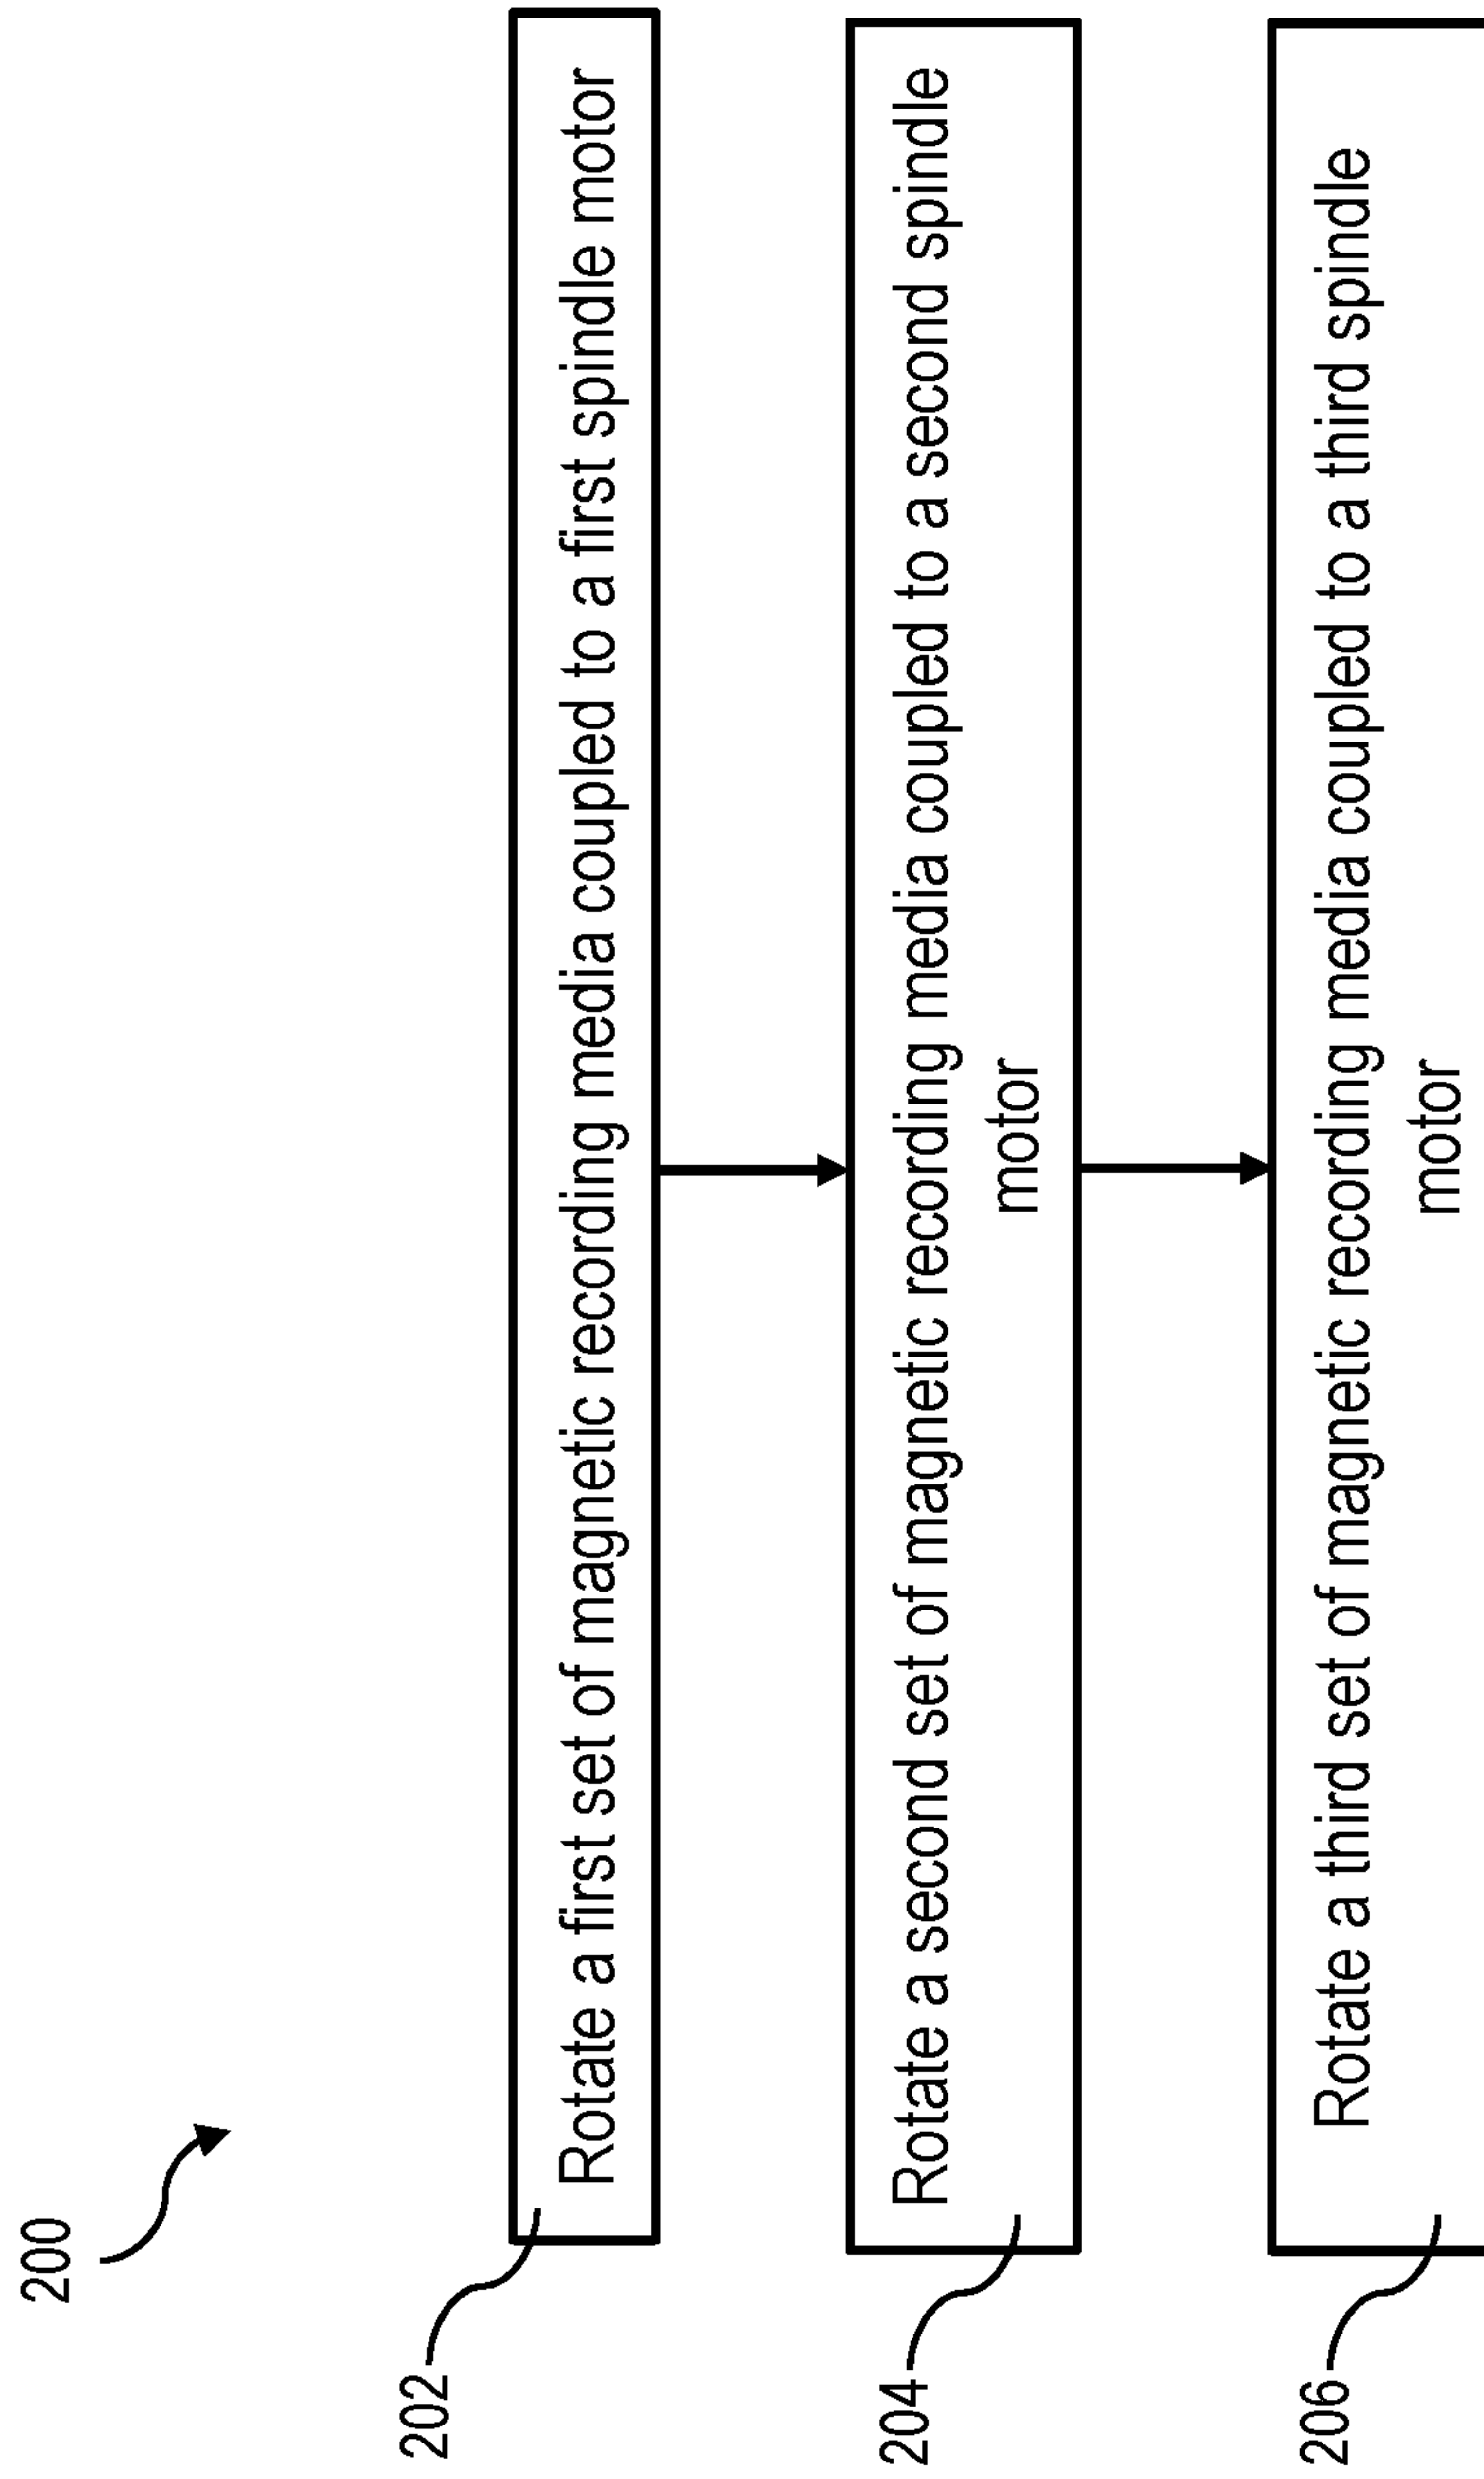 200
202
Rotate a first set of magnetic recording media coupled to a first spindle motor
204
Rotate a second set of magnetic recording media coupled to a second spindle
motor
206
Rotate a third set of magnetic recording media coupled to a third spindle
motor